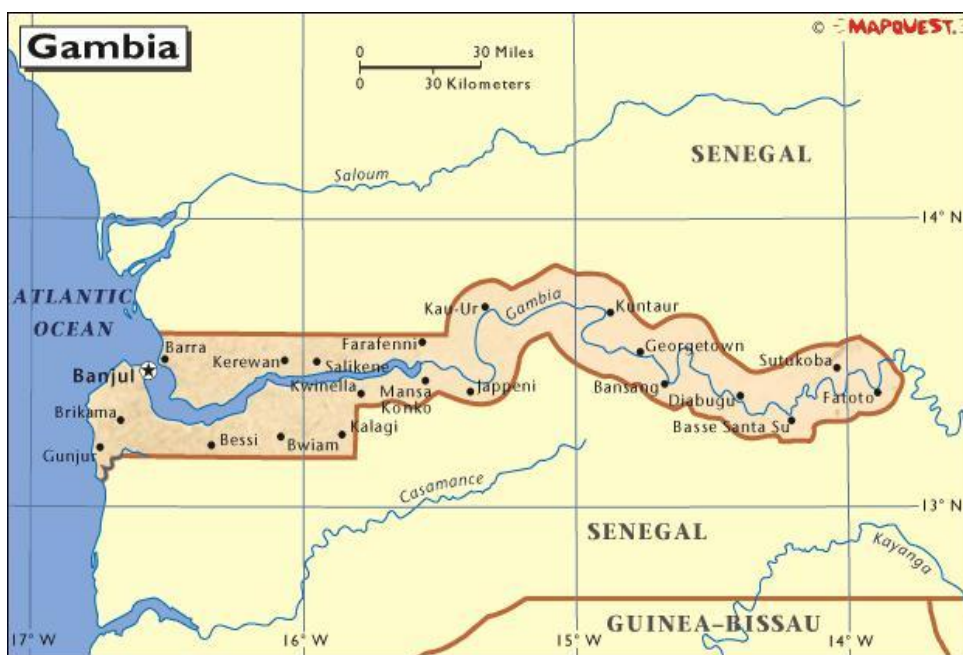 Gambia
© MAPQUEST.
0 30 Miles
0 30 Kilometers
SENEGAL
Saloum
14° N
ATLANTIC
OCEAN
Kau-Ur
Gambia
Kuntaur
Barra
Farafenni
Georgetown
Banjul
Kerewan
Salikene
Sutukoba
Kwinella
Mansa
Konko
Jappeni
Bansang
Diabugu
Fatoto
Brikama
Kalagi
Basse Santa Su
Gunjur
Bessi
Bwiam
Casamance
13° N
SENEGAL
Kayanga
GUINEA-BISSAU
17° W
16° W
15° W
14° W